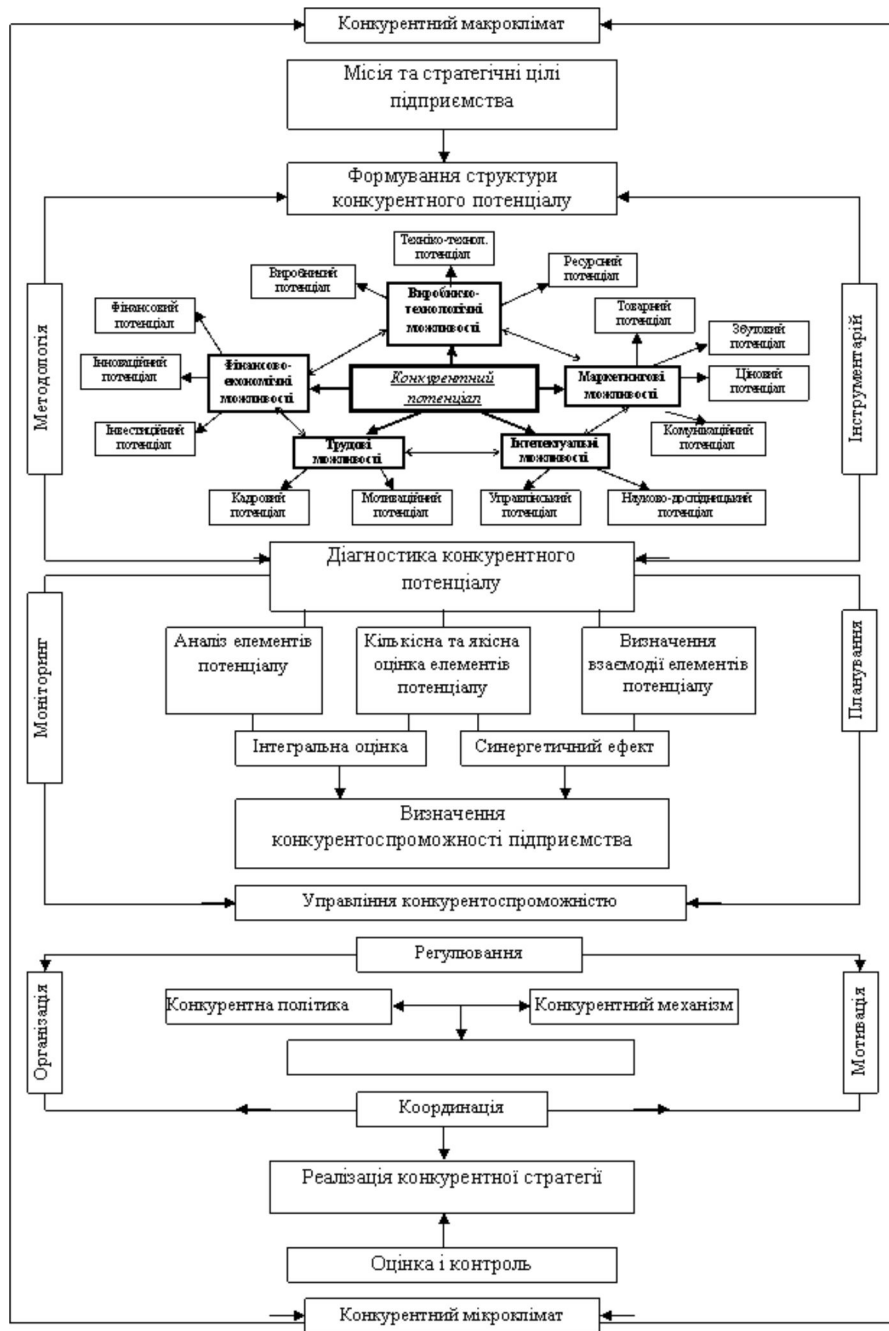 Конкурентний макроклімат
Місія та стратегічні цілі
підприємства
Формування структури
конкурентного потенціалу
Методологія
Інструментарій
Техніко-технол.
потенціал
Виробничий
потенціал
Ресурсний
потенціал
Виробничо-
технологічні
можливості
Фінансовий
потенціал
Товарний
потенціал
Збутовий
потенціал
Інноваційний
потенціал
Фінансово-
економічні
можливості
Конкурентний
потенціал
Маркетингові
можливості
Ціновий
потенціал
Інвестиційний
потенціал
Комунікаційний
потенціал
Трудові
можливості
Інтелектуальні
можливості
Кадровий
потенціал
Мотиваційний
потенціал
Управлінський
потенціал
Науково-дослідницький
потенціал
Діагностика конкурентного
потенціалу
Моніторинг
Планування
Аналіз елементів
потенціалу
Кількісна та якісна
оцінка елементів
потенціалу
Визначення
взаємодії елементів
потенціалу
Інтегральна оцінка
Синергетичний ефект
Визначення
конкурентоспроможності підприємства
Управління конкурентоспроможністю
Регулювання
Організація
Мотивація
Конкурентна політика
Конкурентний механізм
Координація
Реалізація конкурентної стратегії
Оцінка і контроль
Конкурентний мікроклімат